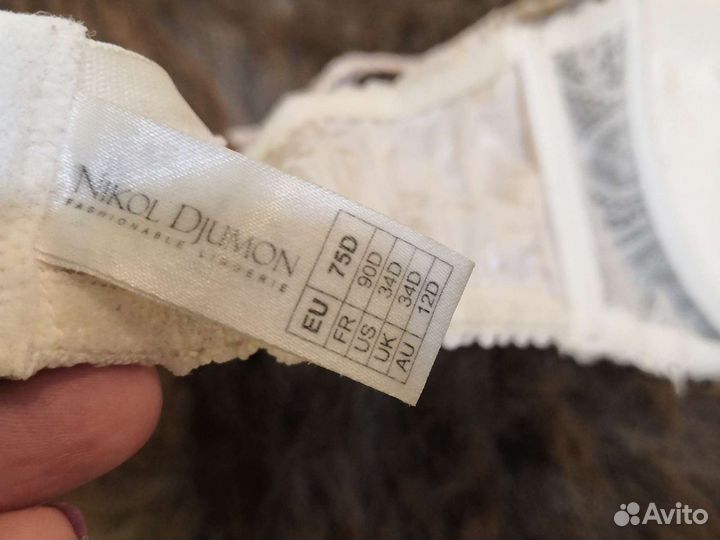 NIKOL DJUMON
FASHIONABLE LINGERIE
EU 75D
FR 90D
US 34D
UK 34D
AU 12D
Avito